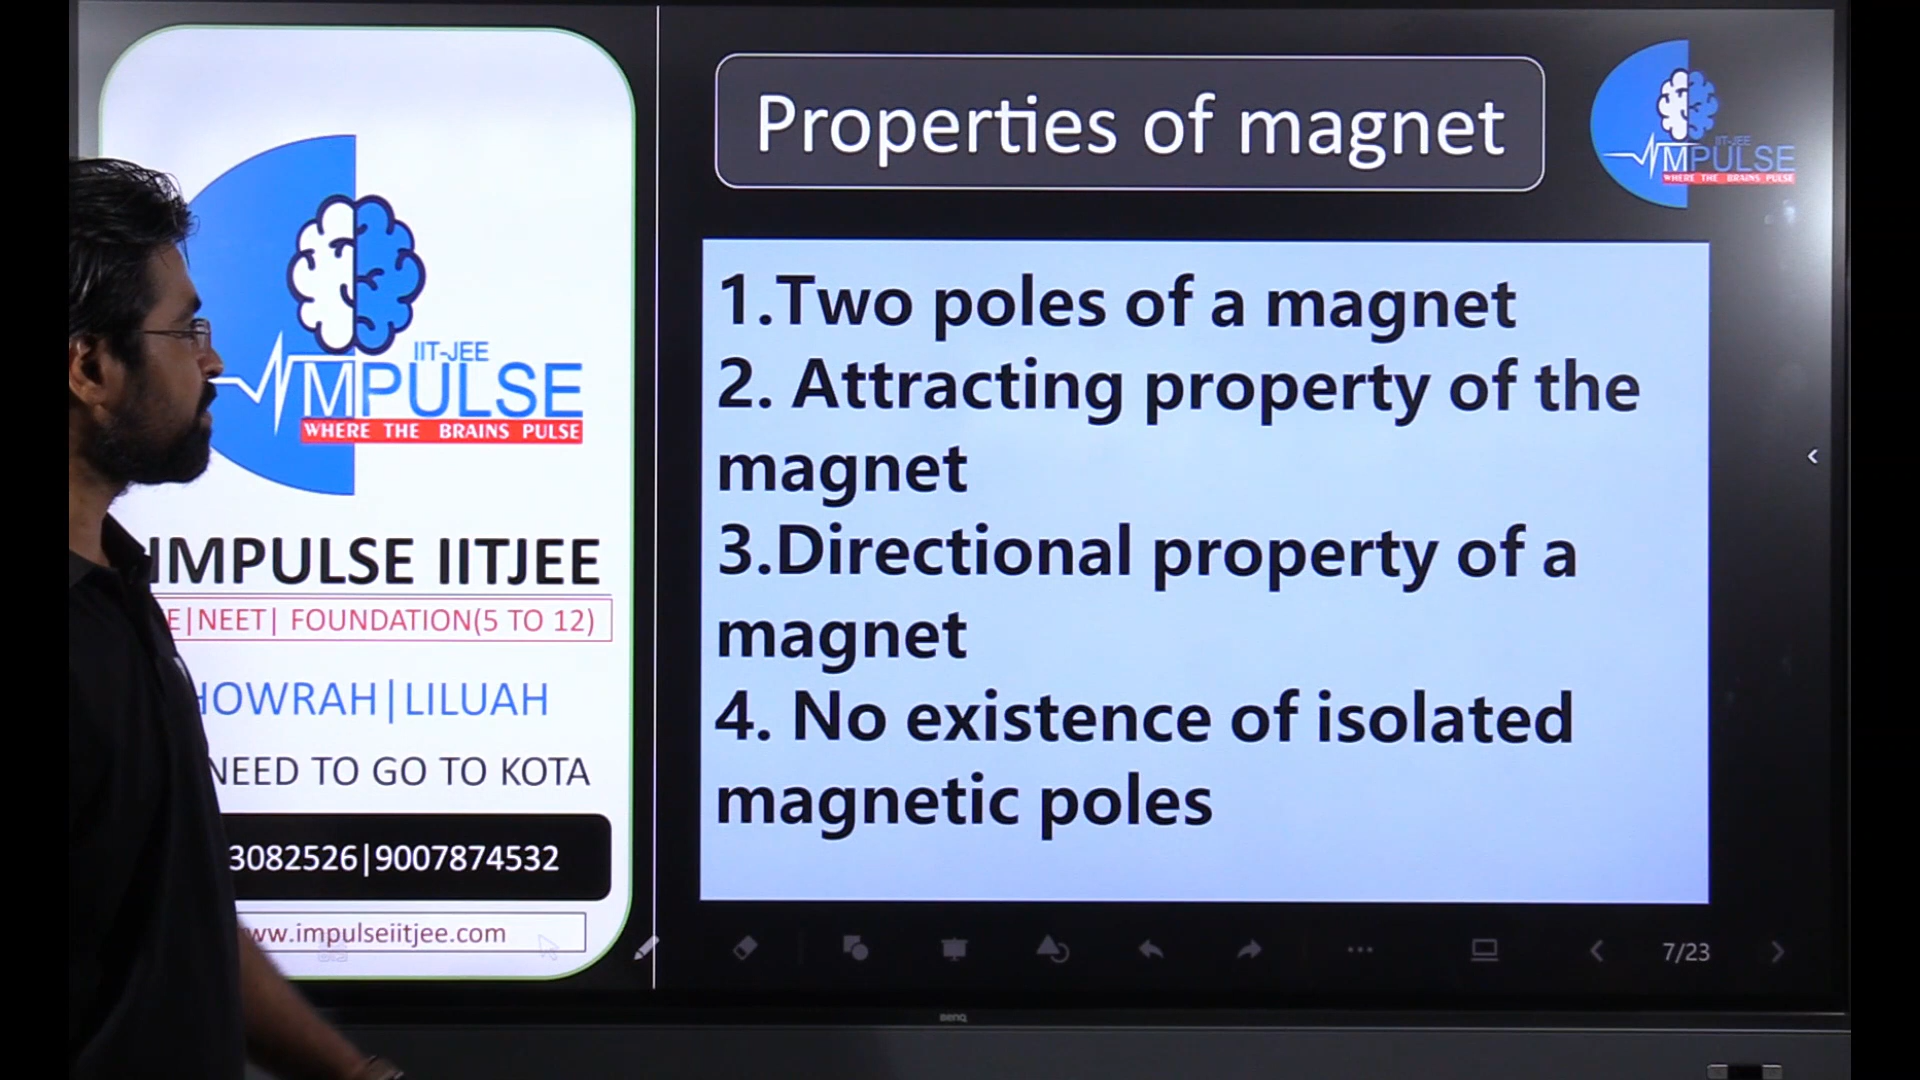 Properties of magnet
IIT-JEE
MPULSE
WHERE THE BRAINS PULSE
1.Two poles of a magnet
2. Attracting property of the
magnet
3.Directional property of a
magnet
4. No existence of isolated
magnetic poles
IIT-JEE
MPULSE
WHERE THE BRAINS PULSE
IMPULSE IITJEE
E|NEET| FOUNDATION(5 TO 12)
HOWRAH|LILUAH
NEED TO GO TO KOTA
3082526|9007874532
www.impulseiitjee.com
7/23
BenQ